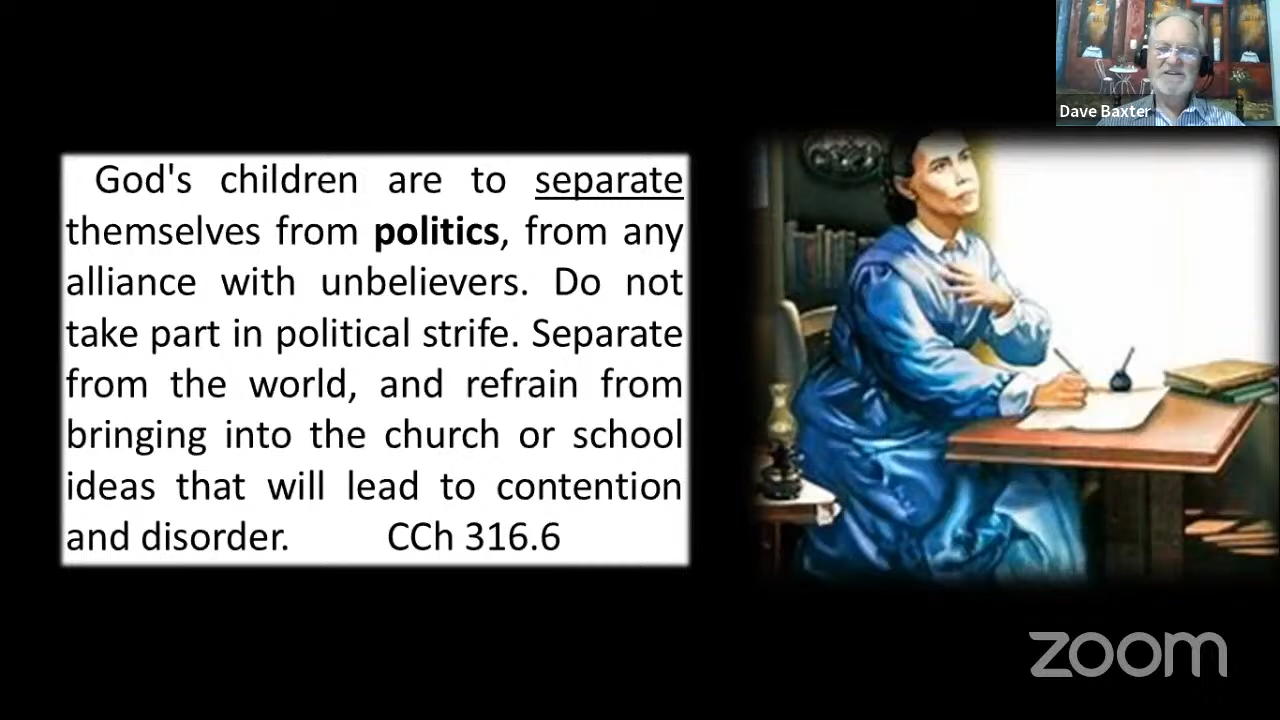 Dave Baxter
God's children are to separate
themselves from politics, from any
alliance with unbelievers. Do not
take part in political strife. Separate
from the world, and refrain from
bringing into the church or school
ideas that will lead to contention
and disorder. CCh 316.6
zoom